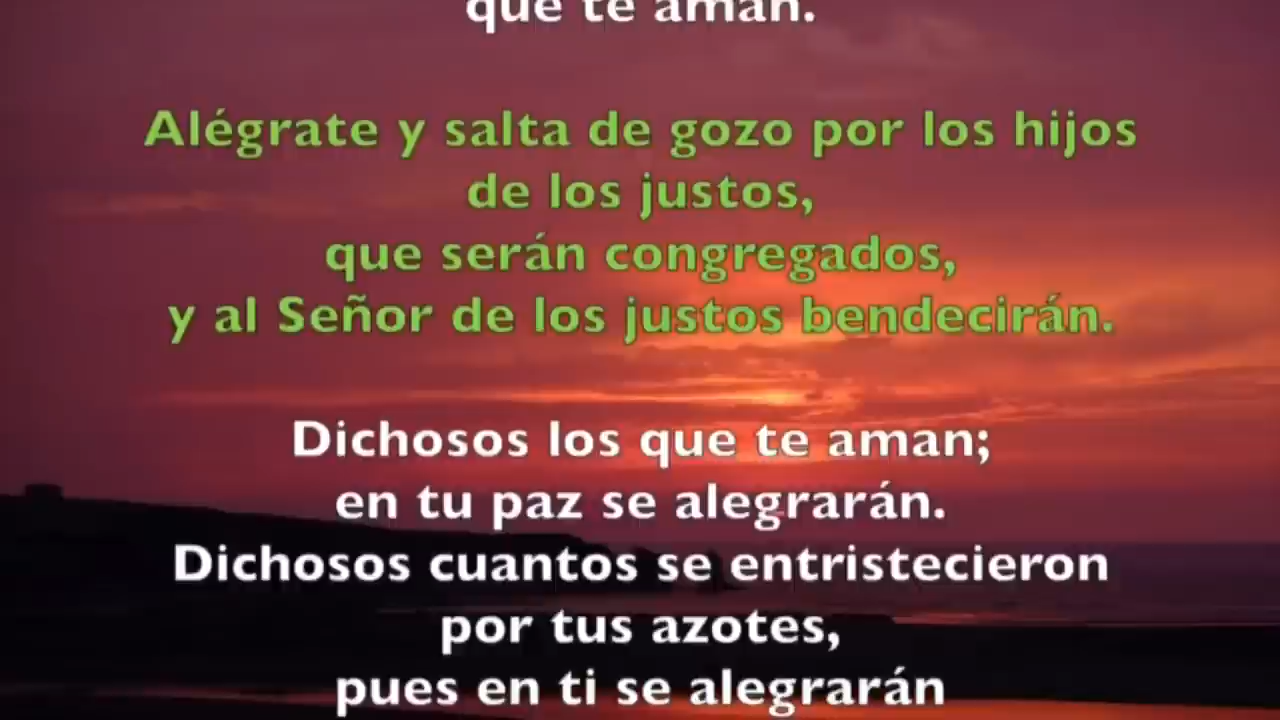 que te aman.
Alégrate y salta de gozo por los hijos
de los justos,
que serán congregados,
y al Señor de los justos bendecirán.
Dichosos los que te aman;
en tu paz se alegrarán.
Dichosos cuantos se entristecieron
por tus azotes,
pues en ti se alegrarán